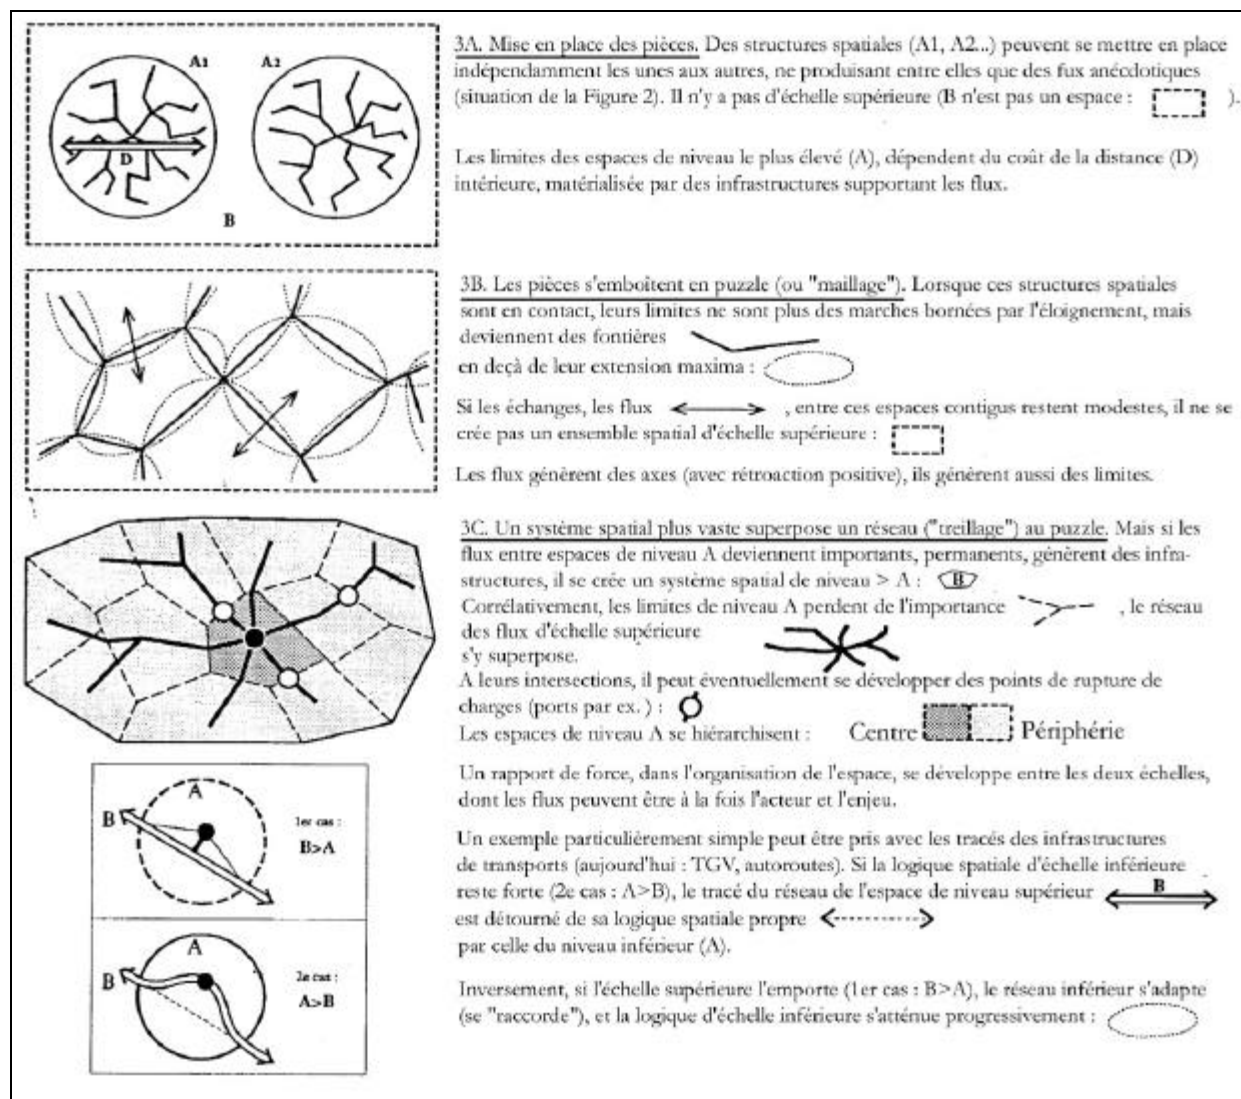 A1
A2
D
B
3A. Mise en place des pièces. Des structures spatiales (A1, A2...) peuvent se mettre en place
indépendamment les unes aux autres, ne produisant entre elles que des fux anécdotiques
(situation de la Figure 2). Il n'y a pas d'échelle supérieure (B n'est pas un espace : ).
Les limites des espaces de niveau le plus élevé (A), dépendent du coût de la distance (D)
intérieure, matérialisée par des infrastructures supportant les flux.
3B. Les pièces s'emboîtent en puzzle (ou "maillage"). Lorsque ces structures spatiales
sont en contact, leurs limites ne sont plus des marches bornées par l'éloignement, mais
deviennent des fontières
en deçà de leur extension maxima :
Si les échanges, les flux , entre ces espaces contigus restent modestes, il ne se
crée pas un ensemble spatial d'échelle supérieure :
Les flux génèrent des axes (avec rétroaction positive), ils génèrent aussi des limites.
3C. Un système spatial plus vaste superpose un réseau ("treillage") au puzzle. Mais si les
flux entre espaces de niveau A deviennent importants, permanents, génèrent des infra-
structures, il se crée un système spatial de niveau > A : B
Corrélativement, les limites de niveau A perdent de l'importance , le réseau
des flux d'échelle supérieure
s'y superpose.
A leurs intersections, il peut éventuellement se développer des points de rupture de
charges (ports par ex. ) :
Les espaces de niveau A se hiérarchisent : Centre Périphérie
Un rapport de force, dans l'organisation de l'espace, se développe entre les deux échelles,
dont les flux peuvent être à la fois l'acteur et l'enjeu.
A
B
1er cas :
B>A
Un exemple particulièrement simple peut être pris avec les tracés des infrastructures
de transports (aujourd'hui : TGV, autoroutes). Si la logique spatiale d'échelle inférieure
reste forte (2e cas : A>B), le tracé du réseau de l'espace de niveau supérieur B
est détourné de sa logique spatiale propre
par celle du niveau inférieur (A).
A
B
2e cas :
A>B
Inversement, si l'échelle supérieure l'emporte (1er cas : B>A), le réseau inférieur s'adapte
(se "raccorde"), et la logique d'échelle inférieure s'atténue progressivement :